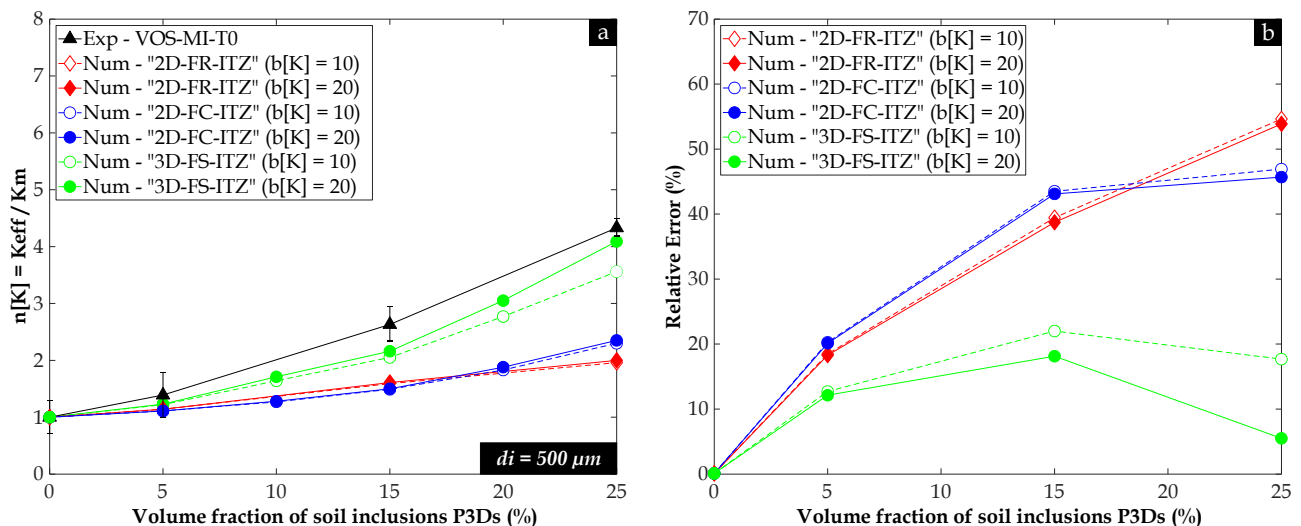 8
7
6
5
4
3
2
1
0
n[K] = Keff / Km
Exp - VOS-MI-T0
Num - "2D-FR-ITZ" (b[K] = 10)
Num - "2D-FR-ITZ" (b[K] = 20)
Num - "2D-FC-ITZ" (b[K] = 10)
Num - "2D-FC-ITZ" (b[K] = 20)
Num - "3D-FS-ITZ" (b[K] = 10)
Num - "3D-FS-ITZ" (b[K] = 20)
a
di = 500 µm
0 5 10 15 20 25
Volume fraction of soil inclusions P3Ds (%)
70
60
50
40
30
20
10
0
Relative Error (%)
Num - "2D-FR-ITZ" (b[K] = 10)
Num - "2D-FR-ITZ" (b[K] = 20)
Num - "2D-FC-ITZ" (b[K] = 10)
Num - "2D-FC-ITZ" (b[K] = 20)
Num - "3D-FS-ITZ" (b[K] = 10)
Num - "3D-FS-ITZ" (b[K] = 20)
b
0 5 10 15 20 25
Volume fraction of soil inclusions P3Ds (%)